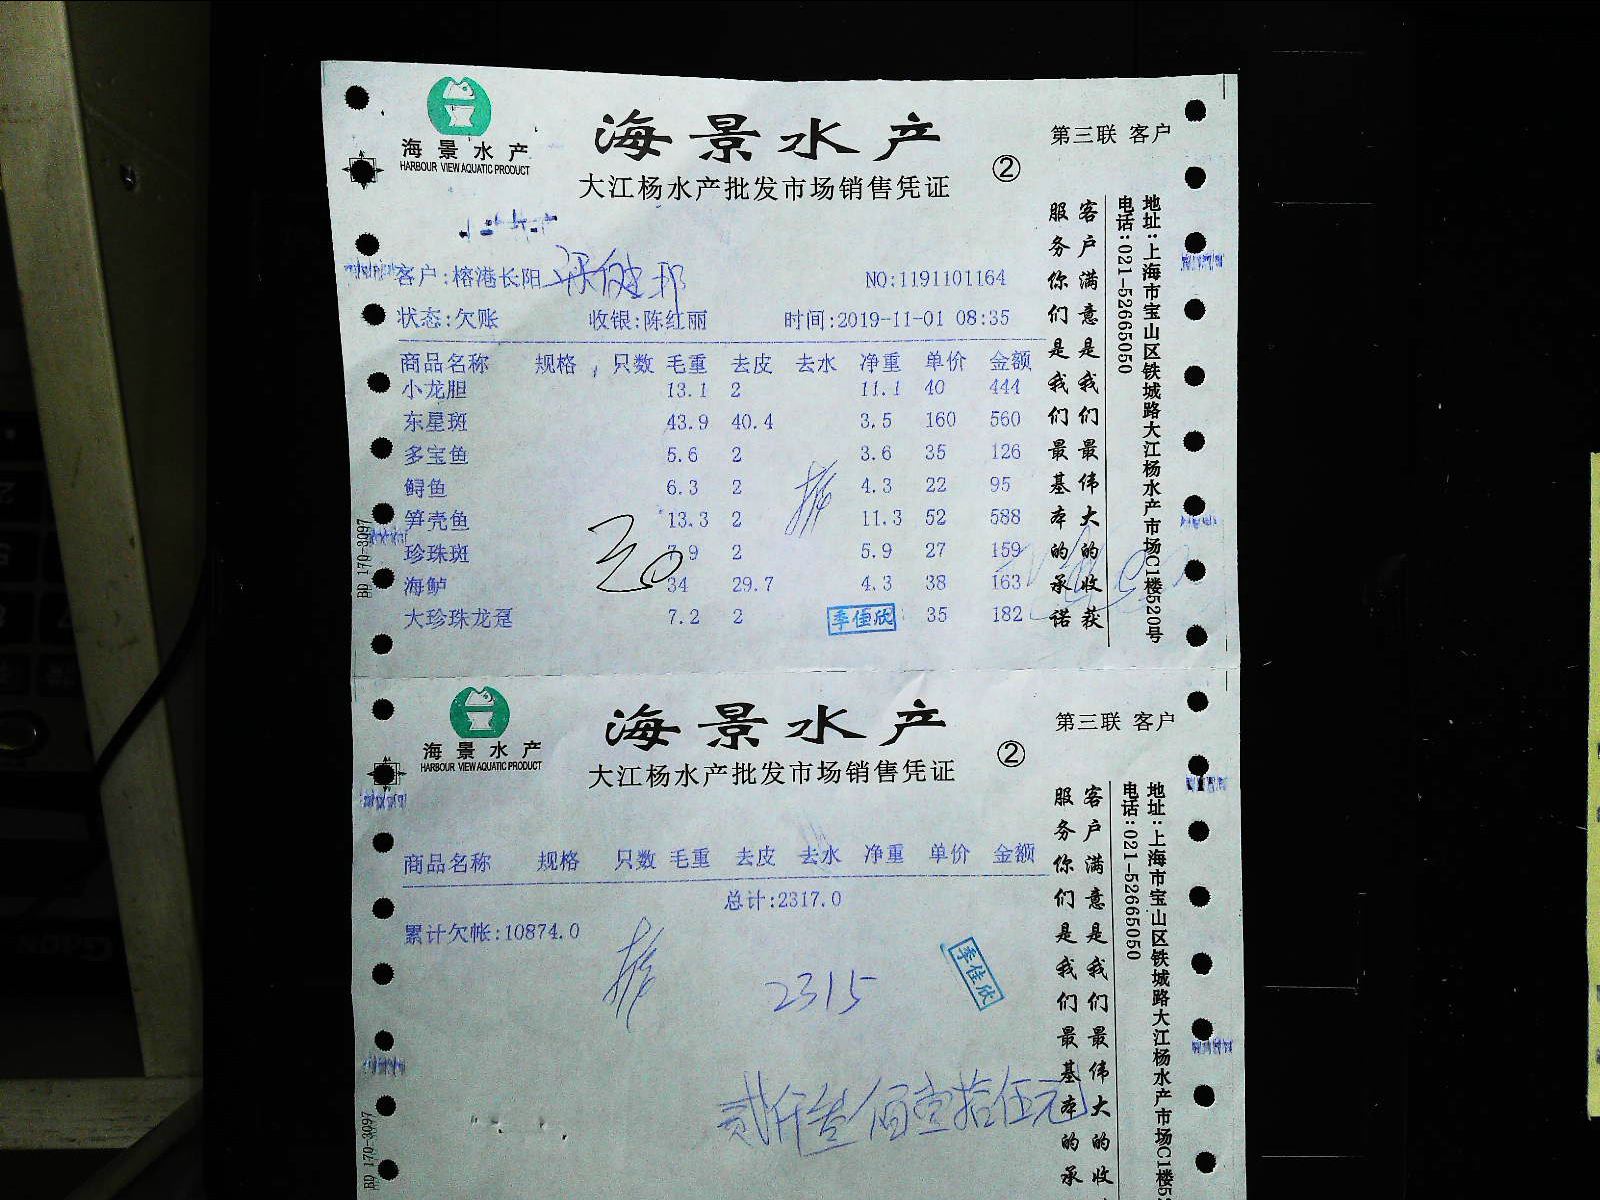 海景水产
HARBOUR VIEW AQUATIC PRODUCT
海景水产
大江杨水产批发市场销售凭证
②
第三联 客户
客户:榕港长阳
NO:1191101164
状态:欠账 收银:陈红丽 时间:2019-11-01 08:35
商品名称 规格 只数 毛重 去皮 去水 净重 单价 金额
小龙胆 13.1 2 11.1 40 444
东星斑 43.9 40.4 3.5 160 560
多宝鱼 5.6 2 3.6 35 126
鲟鱼 6.3 2 4.3 22 95
笋壳鱼 13.3 2 11.3 52 588
珍珠斑 7.9 2 5.9 27 159
海鲈 34 29.7 4.3 38 163
大珍珠龙趸 7.2 2 35 182
季佳欣
客户满意是我们最伟大的收获
服务你们是我们最基本的承诺
地址:上海市宝山区铁城路大江杨水产市场C1楼520号
电话:021-52665050
BD 170-3097
海景水产
HARBOUR VIEW AQUATIC PRODUCT
海景水产
大江杨水产批发市场销售凭证
②
第三联 客户
商品名称 规格 只数 毛重 去皮 去水 净重 单价 金额
总计:2317.0
累计欠帐:10874.0
2315
季佳欣
贰仟叁佰壹拾伍元
客户满意是我们最伟大的收
服务你们是我们最基本的承
地址:上海市宝山区铁城路大江杨水产市场C1楼5
电话:021-52665050
BD 170-3097